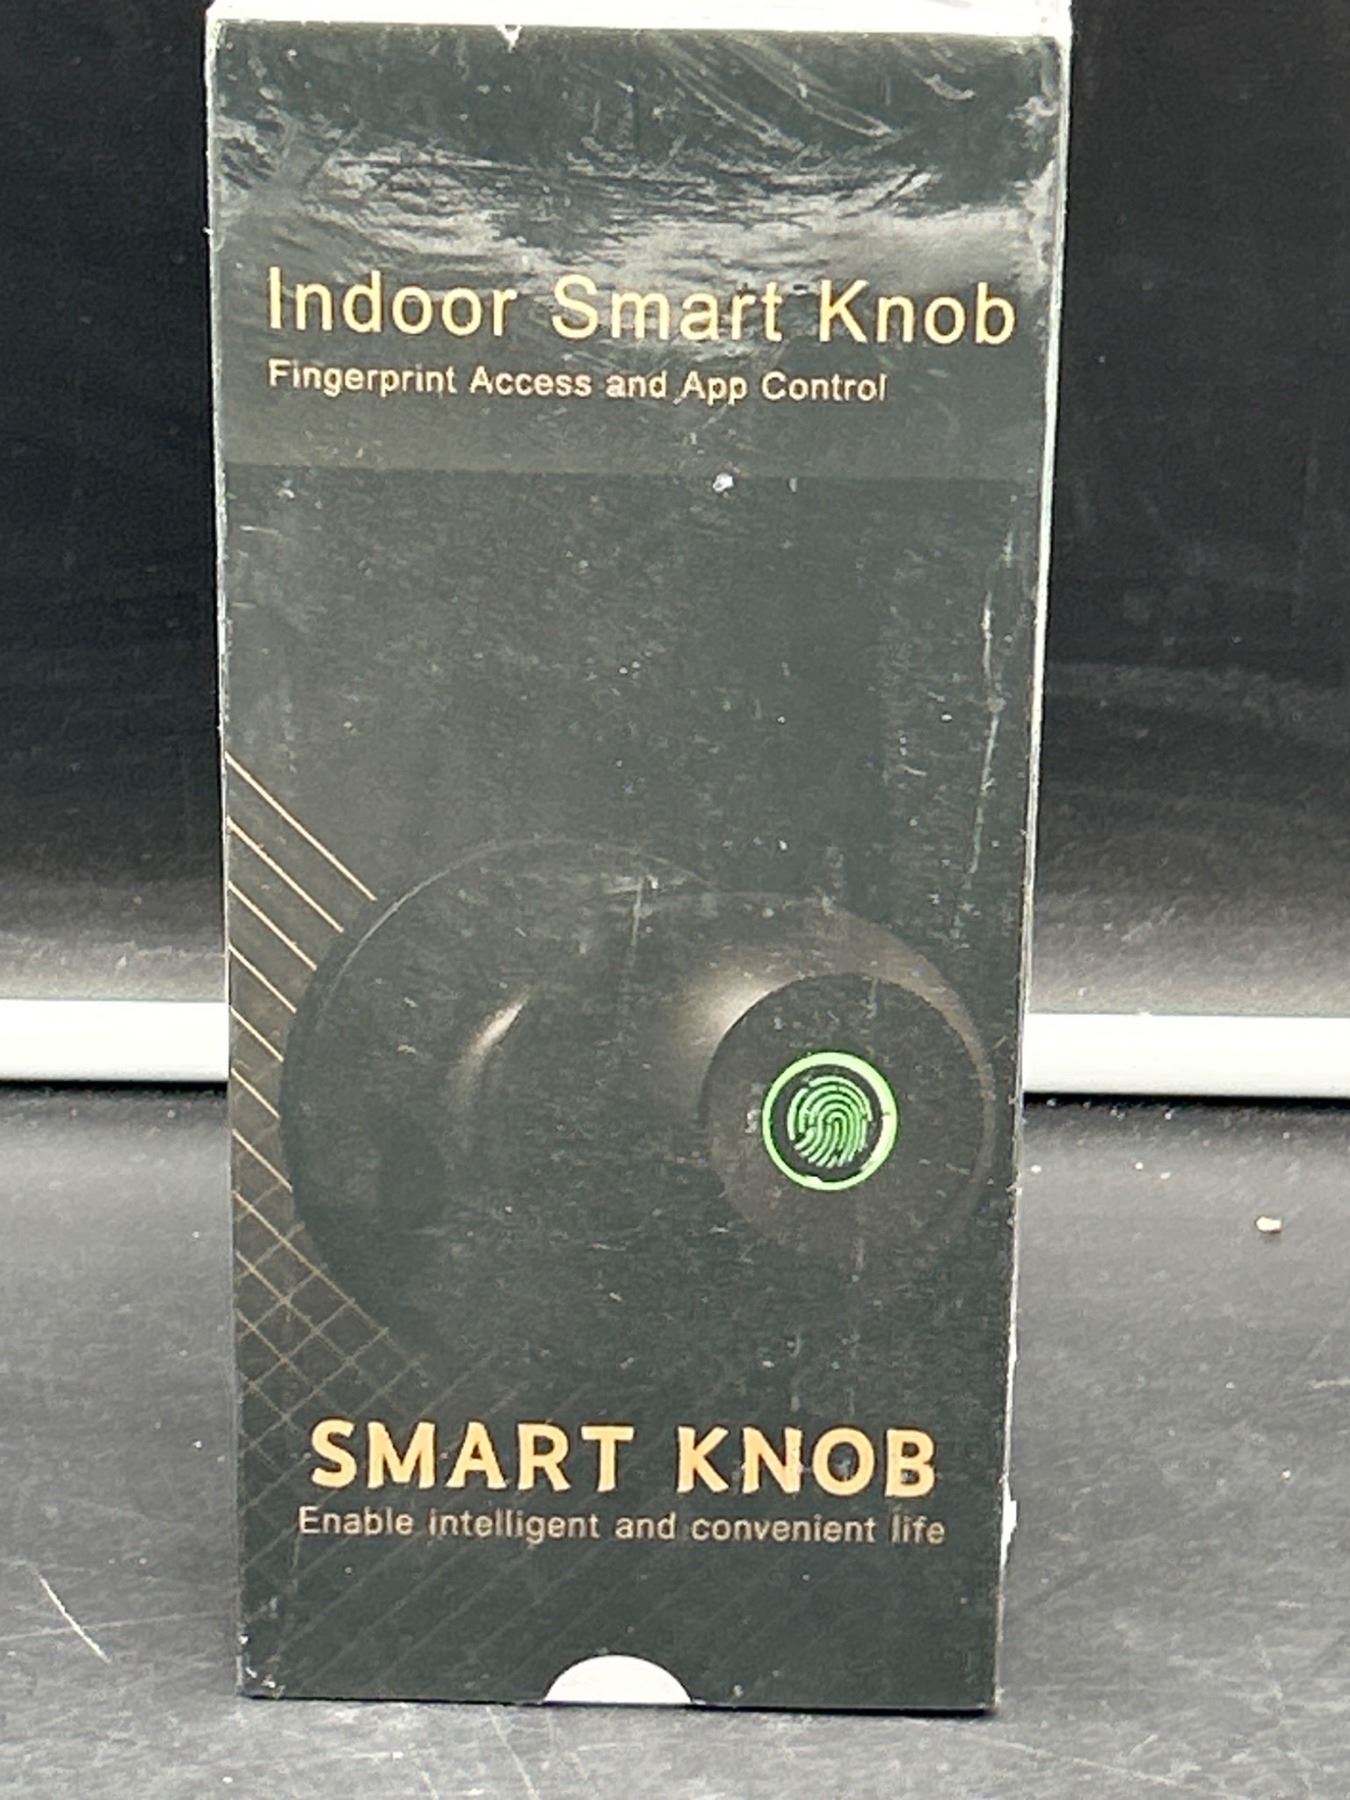 Indoor Smart Knob
Fingerprint Access and App Control
SMART KNOB
Enable intelligent and convenient life